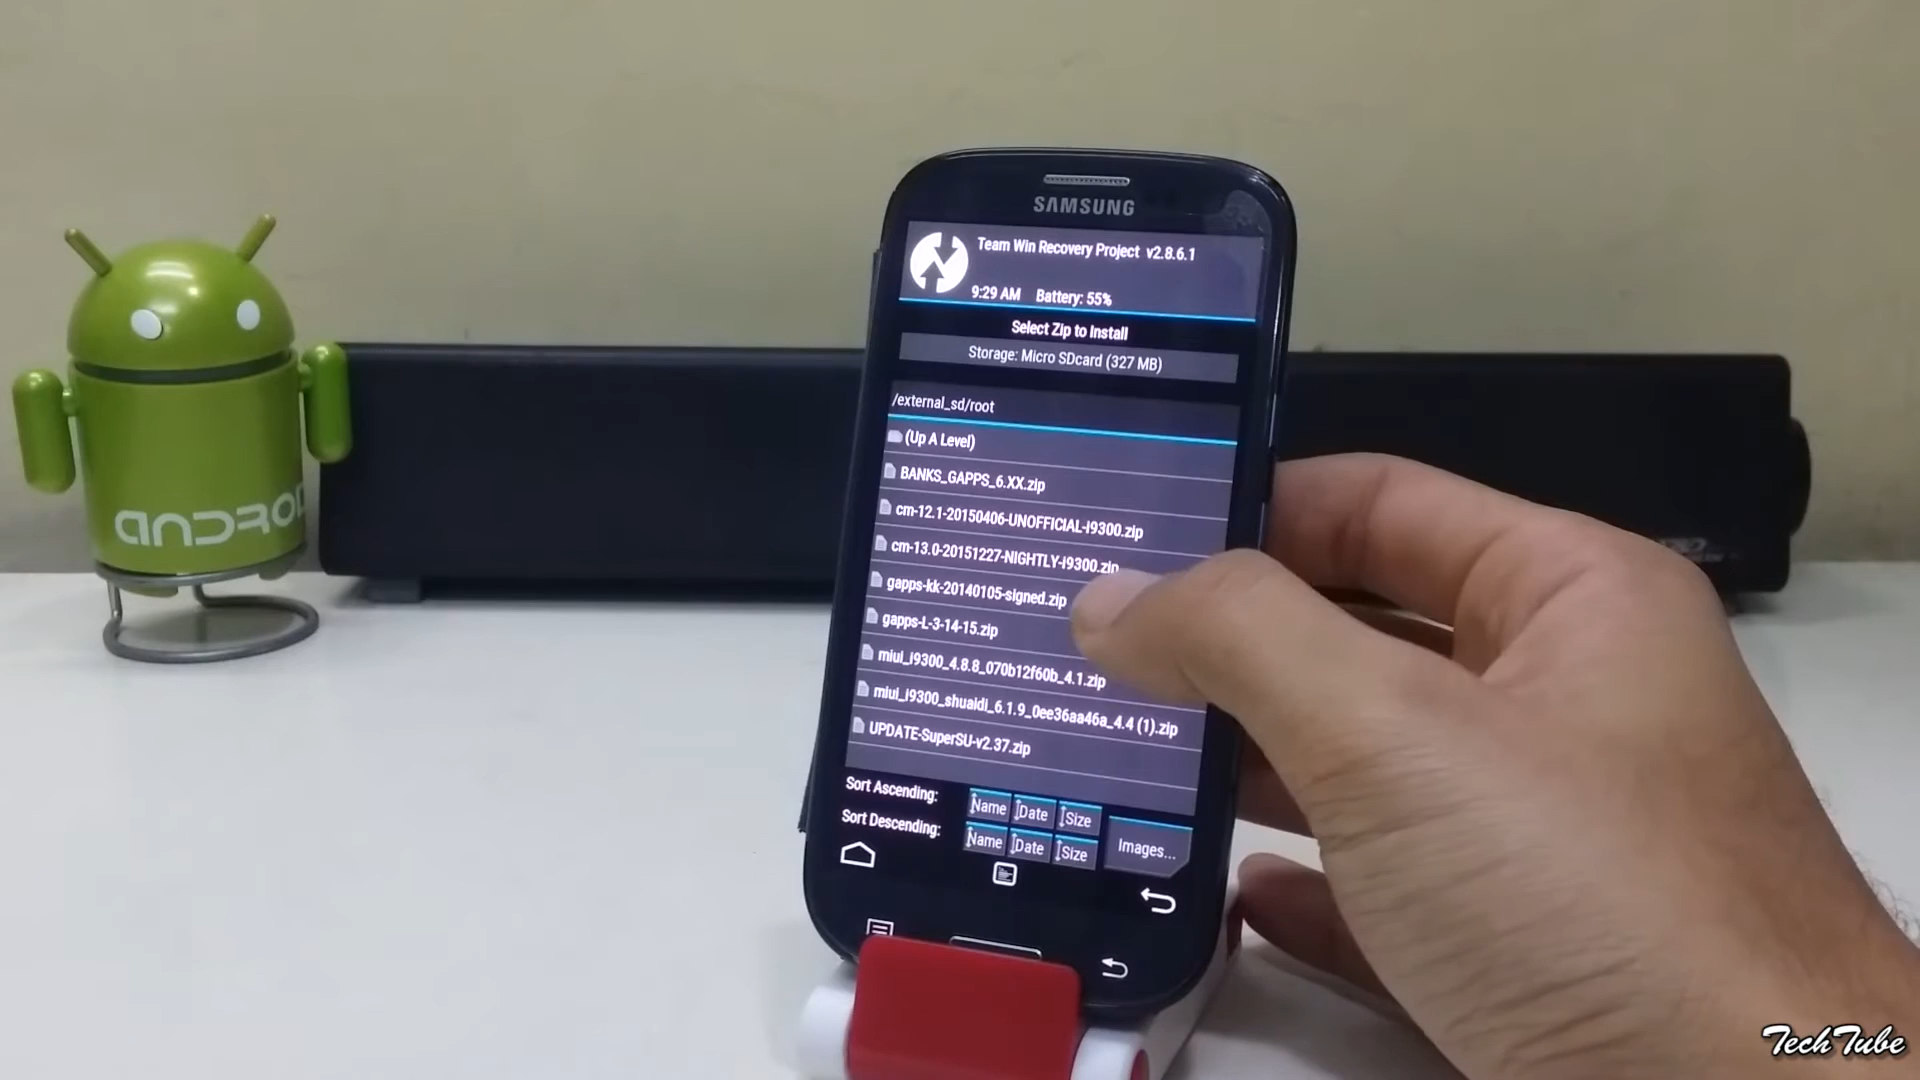 SAMSUNG
Team Win Recovery Project v2.8.6.1
9:29 AM Battery: 55%
Select Zip to Install
Storage: Micro SDcard (327 MB)
/external_sd/root
(Up A Level)
BANKS_GAPPS_6.XX.zip
cm-12.1-20150406-UNOFFICIAL-i9300.zip
cm-13.0-20151227-NIGHTLY-i9300.zip
gapps-kk-20140105-signed.zip
gapps-L-3-14-15.zip
miui_i9300_4.8.8_070b12f60b_4.1.zip
miui_i9300_shuaidi_6.1.9_0ee36aa46a_4.4 (1).zip
UPDATE-SuperSU-v2.37.zip
Sort Ascending: Name Date Size
Sort Descending: Name Date Size
Images...
ANDRO
TechTube